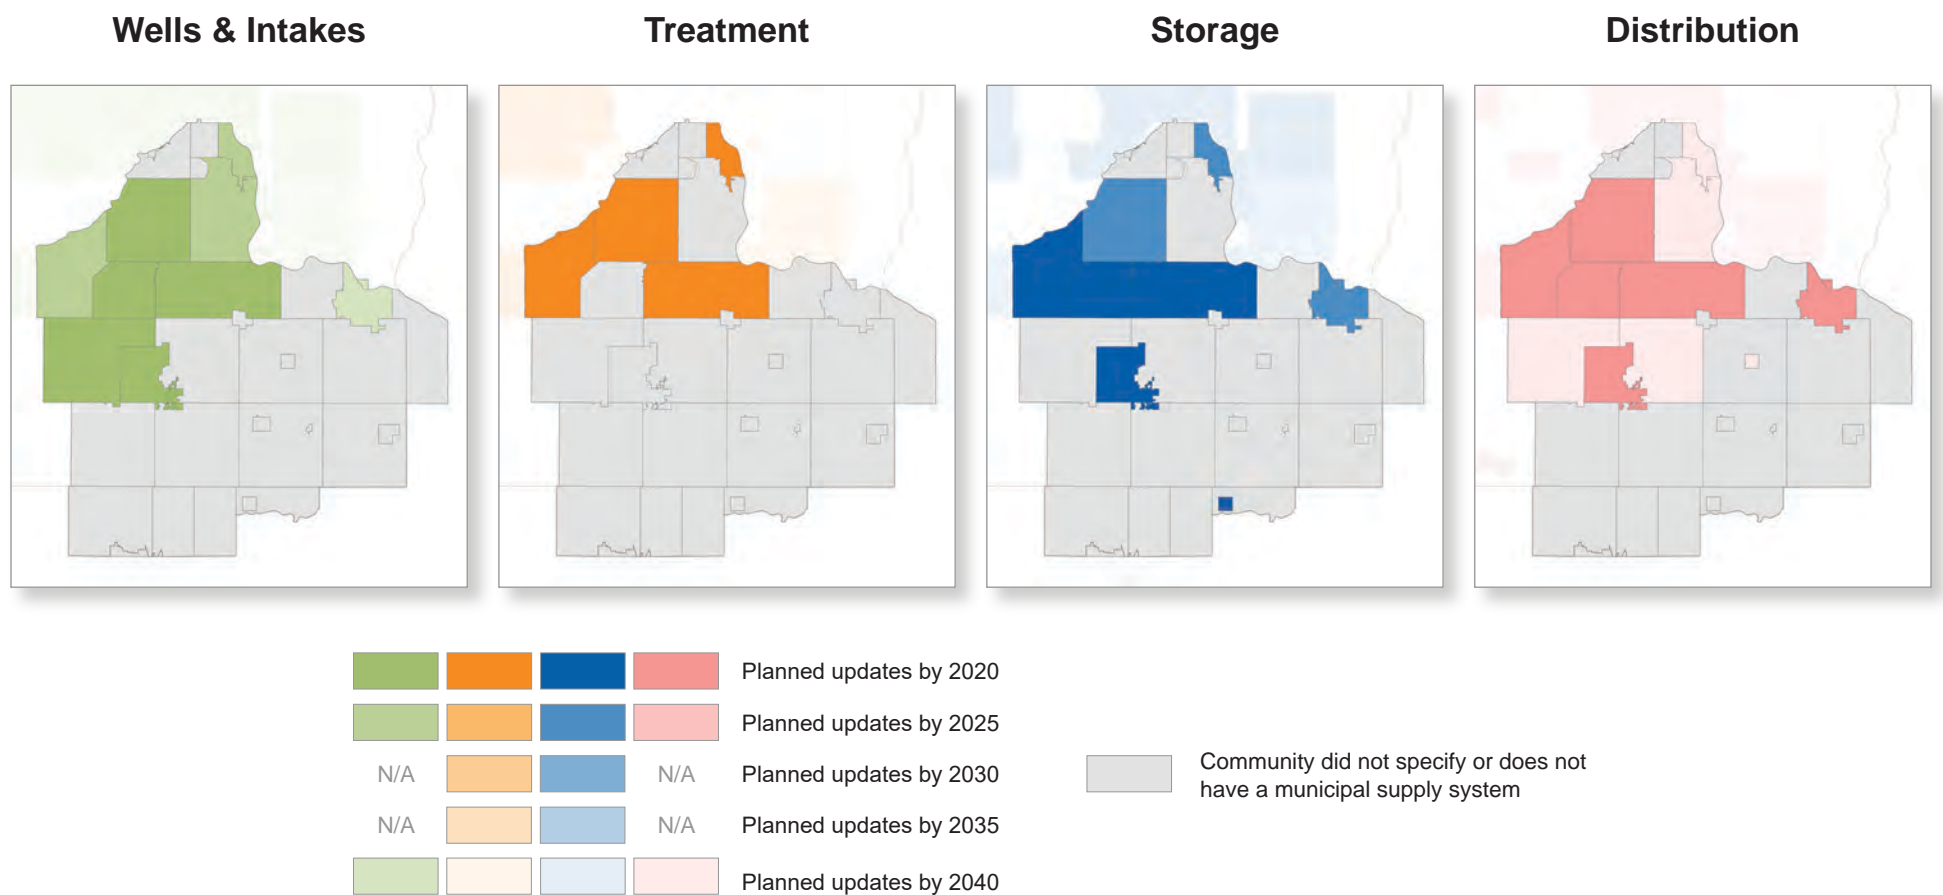 Wells & Intakes
Treatment
Storage
Distribution
Planned updates by 2020
Planned updates by 2025
N/A
N/A
Planned updates by 2030
N/A
N/A
Planned updates by 2035
Planned updates by 2040
Community did not specify or does not
have a municipal supply system